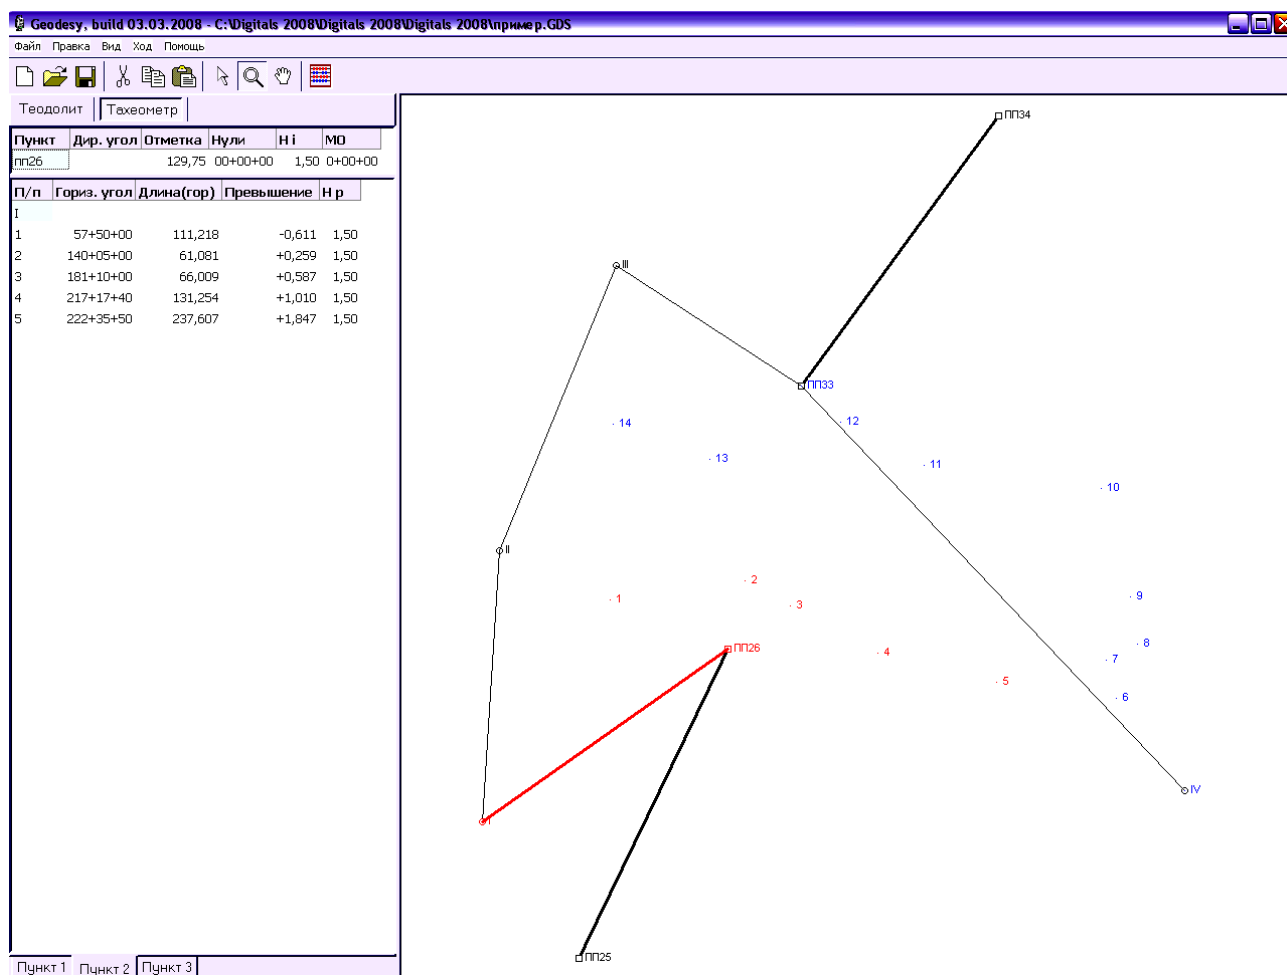 Geodesy, build 03.03.2008 - C:\Digitals 2008\Digitals 2008\Digitals 2008\пример.GDS
Файл Правка Вид Ход Помощь
Теодолит Тахеометр
Пункт Дир. угол Отметка Нули H i МО
пп26 129,75 00+00+00 1,50 0+00+00
П/п Гориз. угол Длина(гор) Превышение Н р
I
1 57+50+00 111,218 -0,611 1,50
2 140+05+00 61,081 +0,259 1,50
3 181+10+00 66,009 +0,587 1,50
4 217+17+40 131,254 +1,010 1,50
5 222+35+50 237,607 +1,847 1,50
ПП34
III
ПП33
12
14
13
11
10
II
2
1
3
9
8
ПП26
4
7
5
6
IV
I
ПП25
Пункт 1 Пункт 2 Пункт 3